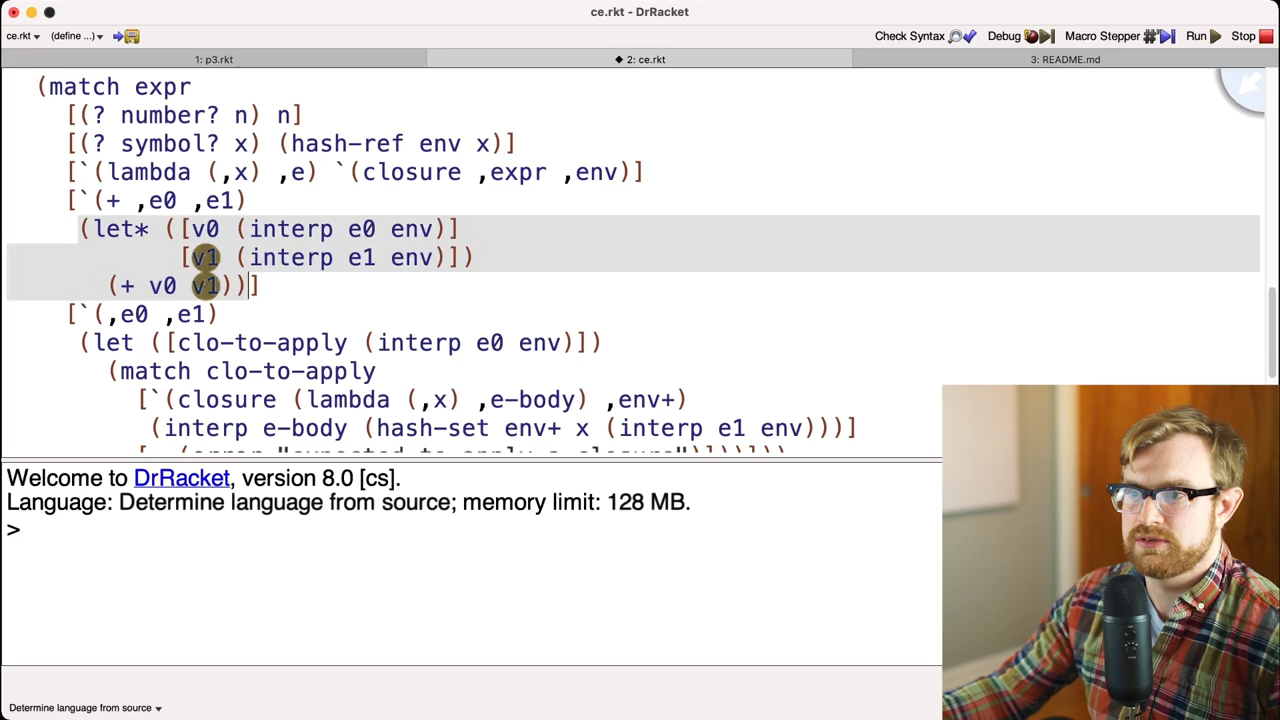 ce.rkt - DrRacket
ce.rkt (define ...) Check Syntax Debug Macro Stepper Run Stop
1: p3.rkt 2: ce.rkt 3: README.md
(match expr
[(? number? n) n]
[(? symbol? x) (hash-ref env x)]
[`(lambda (,x) ,e) `(closure ,expr ,env)]
[`(+ ,e0 ,e1)
(let* ([v0 (interp e0 env)]
[v1 (interp e1 env)])
(+ v0 v1))]
[`(,e0 ,e1)
(let ([clo-to-apply (interp e0 env)])
(match clo-to-apply
[`(closure (lambda (,x) ,e-body) ,env+)
(interp e-body (hash-set env+ x (interp e1 env)))]
Welcome to DrRacket, version 8.0 [cs].
Language: Determine language from source; memory limit: 128 MB.
>
Determine language from source